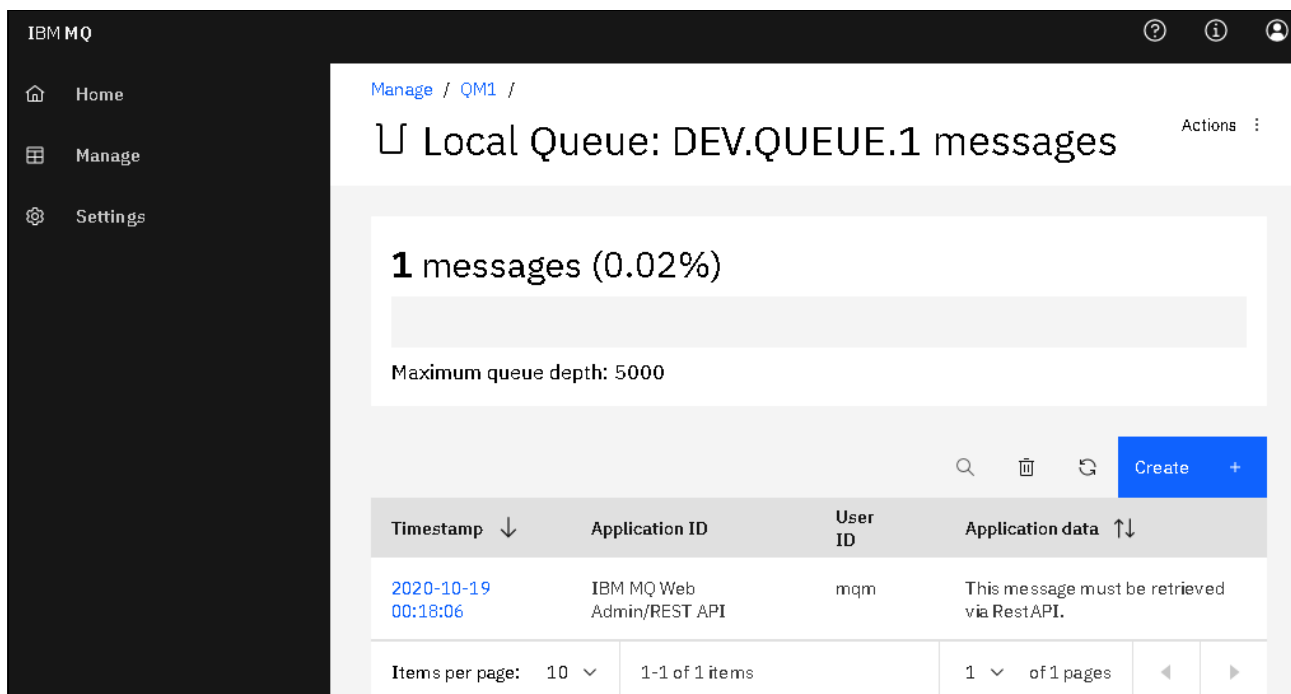 IBM MQ
Home
Manage
Settings
Manage / QM1 /
Local Queue: DEV.QUEUE.1 messages
Actions
1 messages (0.02%)
Maximum queue depth: 5000
Create +
Timestamp Application ID User ID Application data
2020-10-19 00:18:06 IBM MQ Web Admin/REST API mqm This message must be retrieved via RestAPI.
Items per page: 10 1-1 of 1 items 1 of 1 pages